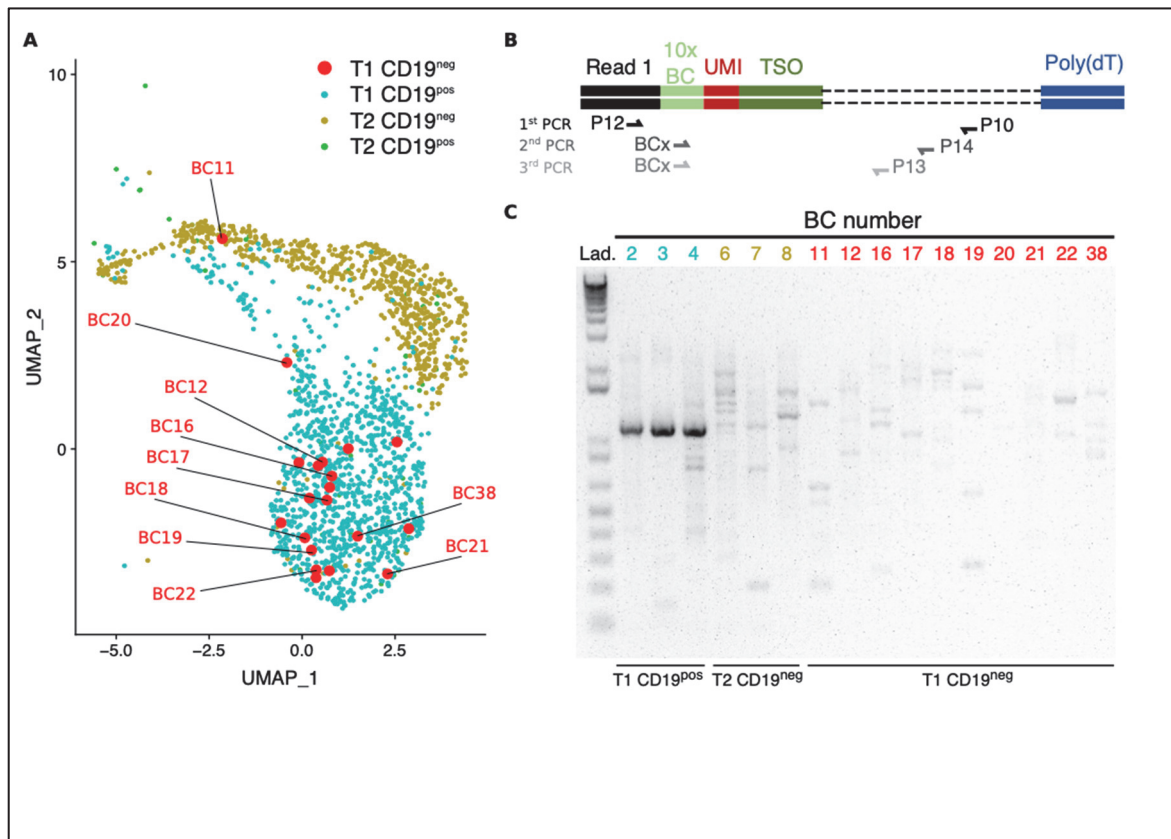 A
T1 CD19neg
T1 CD19pos
T2 CD19neg
T2 CD19pos
10
5
0
UMAP_2
BC11
BC20
BC12
BC16
BC17
BC18
BC19
BC22
BC38
BC21
−5.0 −2.5 0.0 2.5
UMAP_1
B
Read 1 10x BC UMI TSO Poly(dT)
1st PCR P12 P10
2nd PCR BCx P14
3rd PCR BCx P13
C
BC number
Lad. 2 3 4 6 7 8 11 12 16 17 18 19 20 21 22 38
T1 CD19pos T2 CD19neg T1 CD19neg